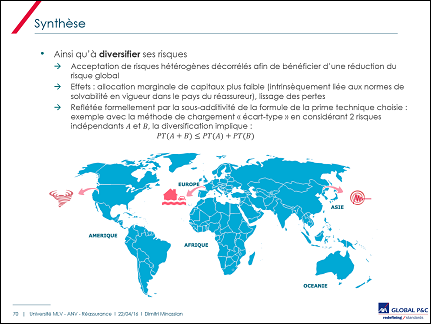 Synthèse
• Ainsi qu'à diversifier ses risques
→ Acceptation de risques hétérogènes décorrélés afin de bénéficier d'une réduction du
risque global
→ Effets : allocation marginale de capitaux plus faible (intrinsèquement liée aux normes de
solvabilité en vigueur dans le pays du réassureur), lissage des pertes
→ Reflétée formellement par la sous-additivité de la formule de la prime technique choisie :
exemple avec la méthode de chargement « écart-type » en considérant 2 risques
indépendants A et B, la diversification implique :
PT(A + B) ≤ PT(A) + PT(B)
EUROPE
ASIE
AMERIQUE
AFRIQUE
OCEANIE
70 | Université MLV - ANV - Réassurance | 22/04/16 | Dimitri Minassian
AXA GLOBAL P&C
redefining / standards